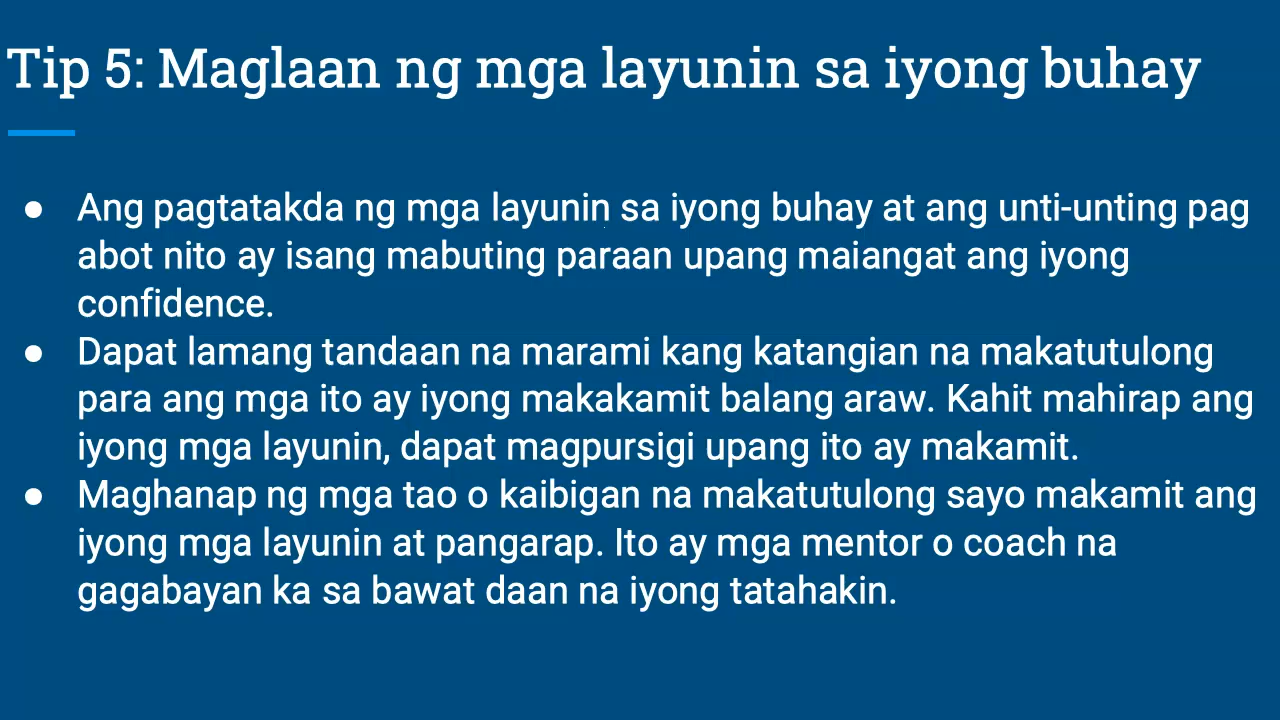 Tip 5: Maglaan ng mga layunin sa iyong buhay
● Ang pagtatakda ng mga layunin sa iyong buhay at ang unti-unting pag
abot nito ay isang mabuting paraan upang maiangat ang iyong
confidence.
● Dapat lamang tandaan na marami kang katangian na makatutulong
para ang mga ito ay iyong makakamit balang araw. Kahit mahirap ang
iyong mga layunin, dapat magpursigi upang ito ay makamit.
● Maghanap ng mga tao o kaibigan na makatutulong sayo makamit ang
iyong mga layunin at pangarap. Ito ay mga mentor o coach na
gagabayan ka sa bawat daan na iyong tatahakin.